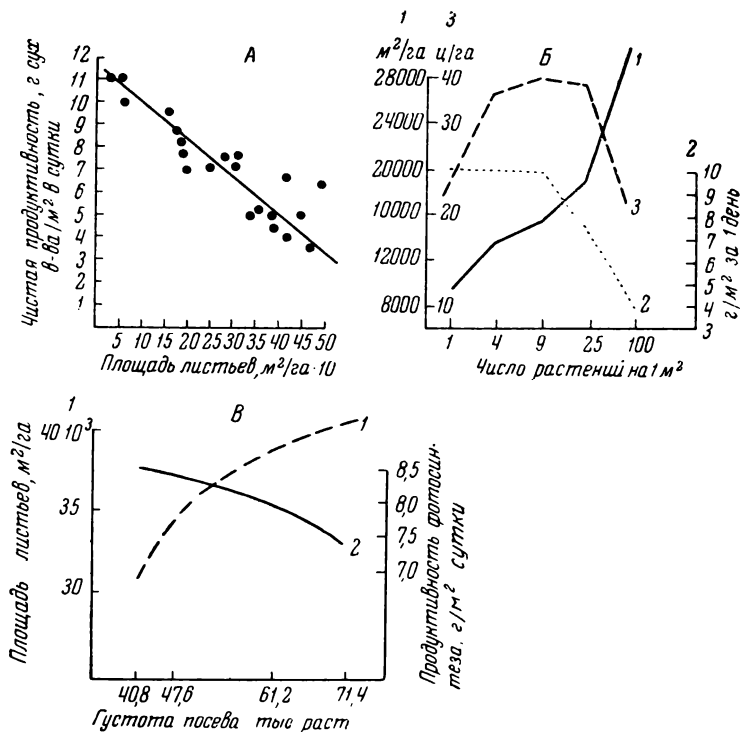 А
Чистая продуктивность, г сух
в-ва/м² в сутки
12
11
10
9
8
7
6
5
4
3
2
1
5 10 15 20 25 30 35 40 45 50
Площадь листьев, м²/га·10
1 3
м²/га ц/га
Б
28000 40
24000 30
20000
10000 20
12000
8000 10
1
3
2
2
10
9
8
7
6
5
4
3
г/м² за 1 день
1 4 9 25 100
Число растений на 1 м²
1
В
Площадь листьев, м²/га
40 10³
35
30
1
2
8,5
8,0
7,5
7,0
Продуктивность фотосин-
теза. г/м² сутки
40,8 47,6 61,2 71,4
Густота посева тыс раст